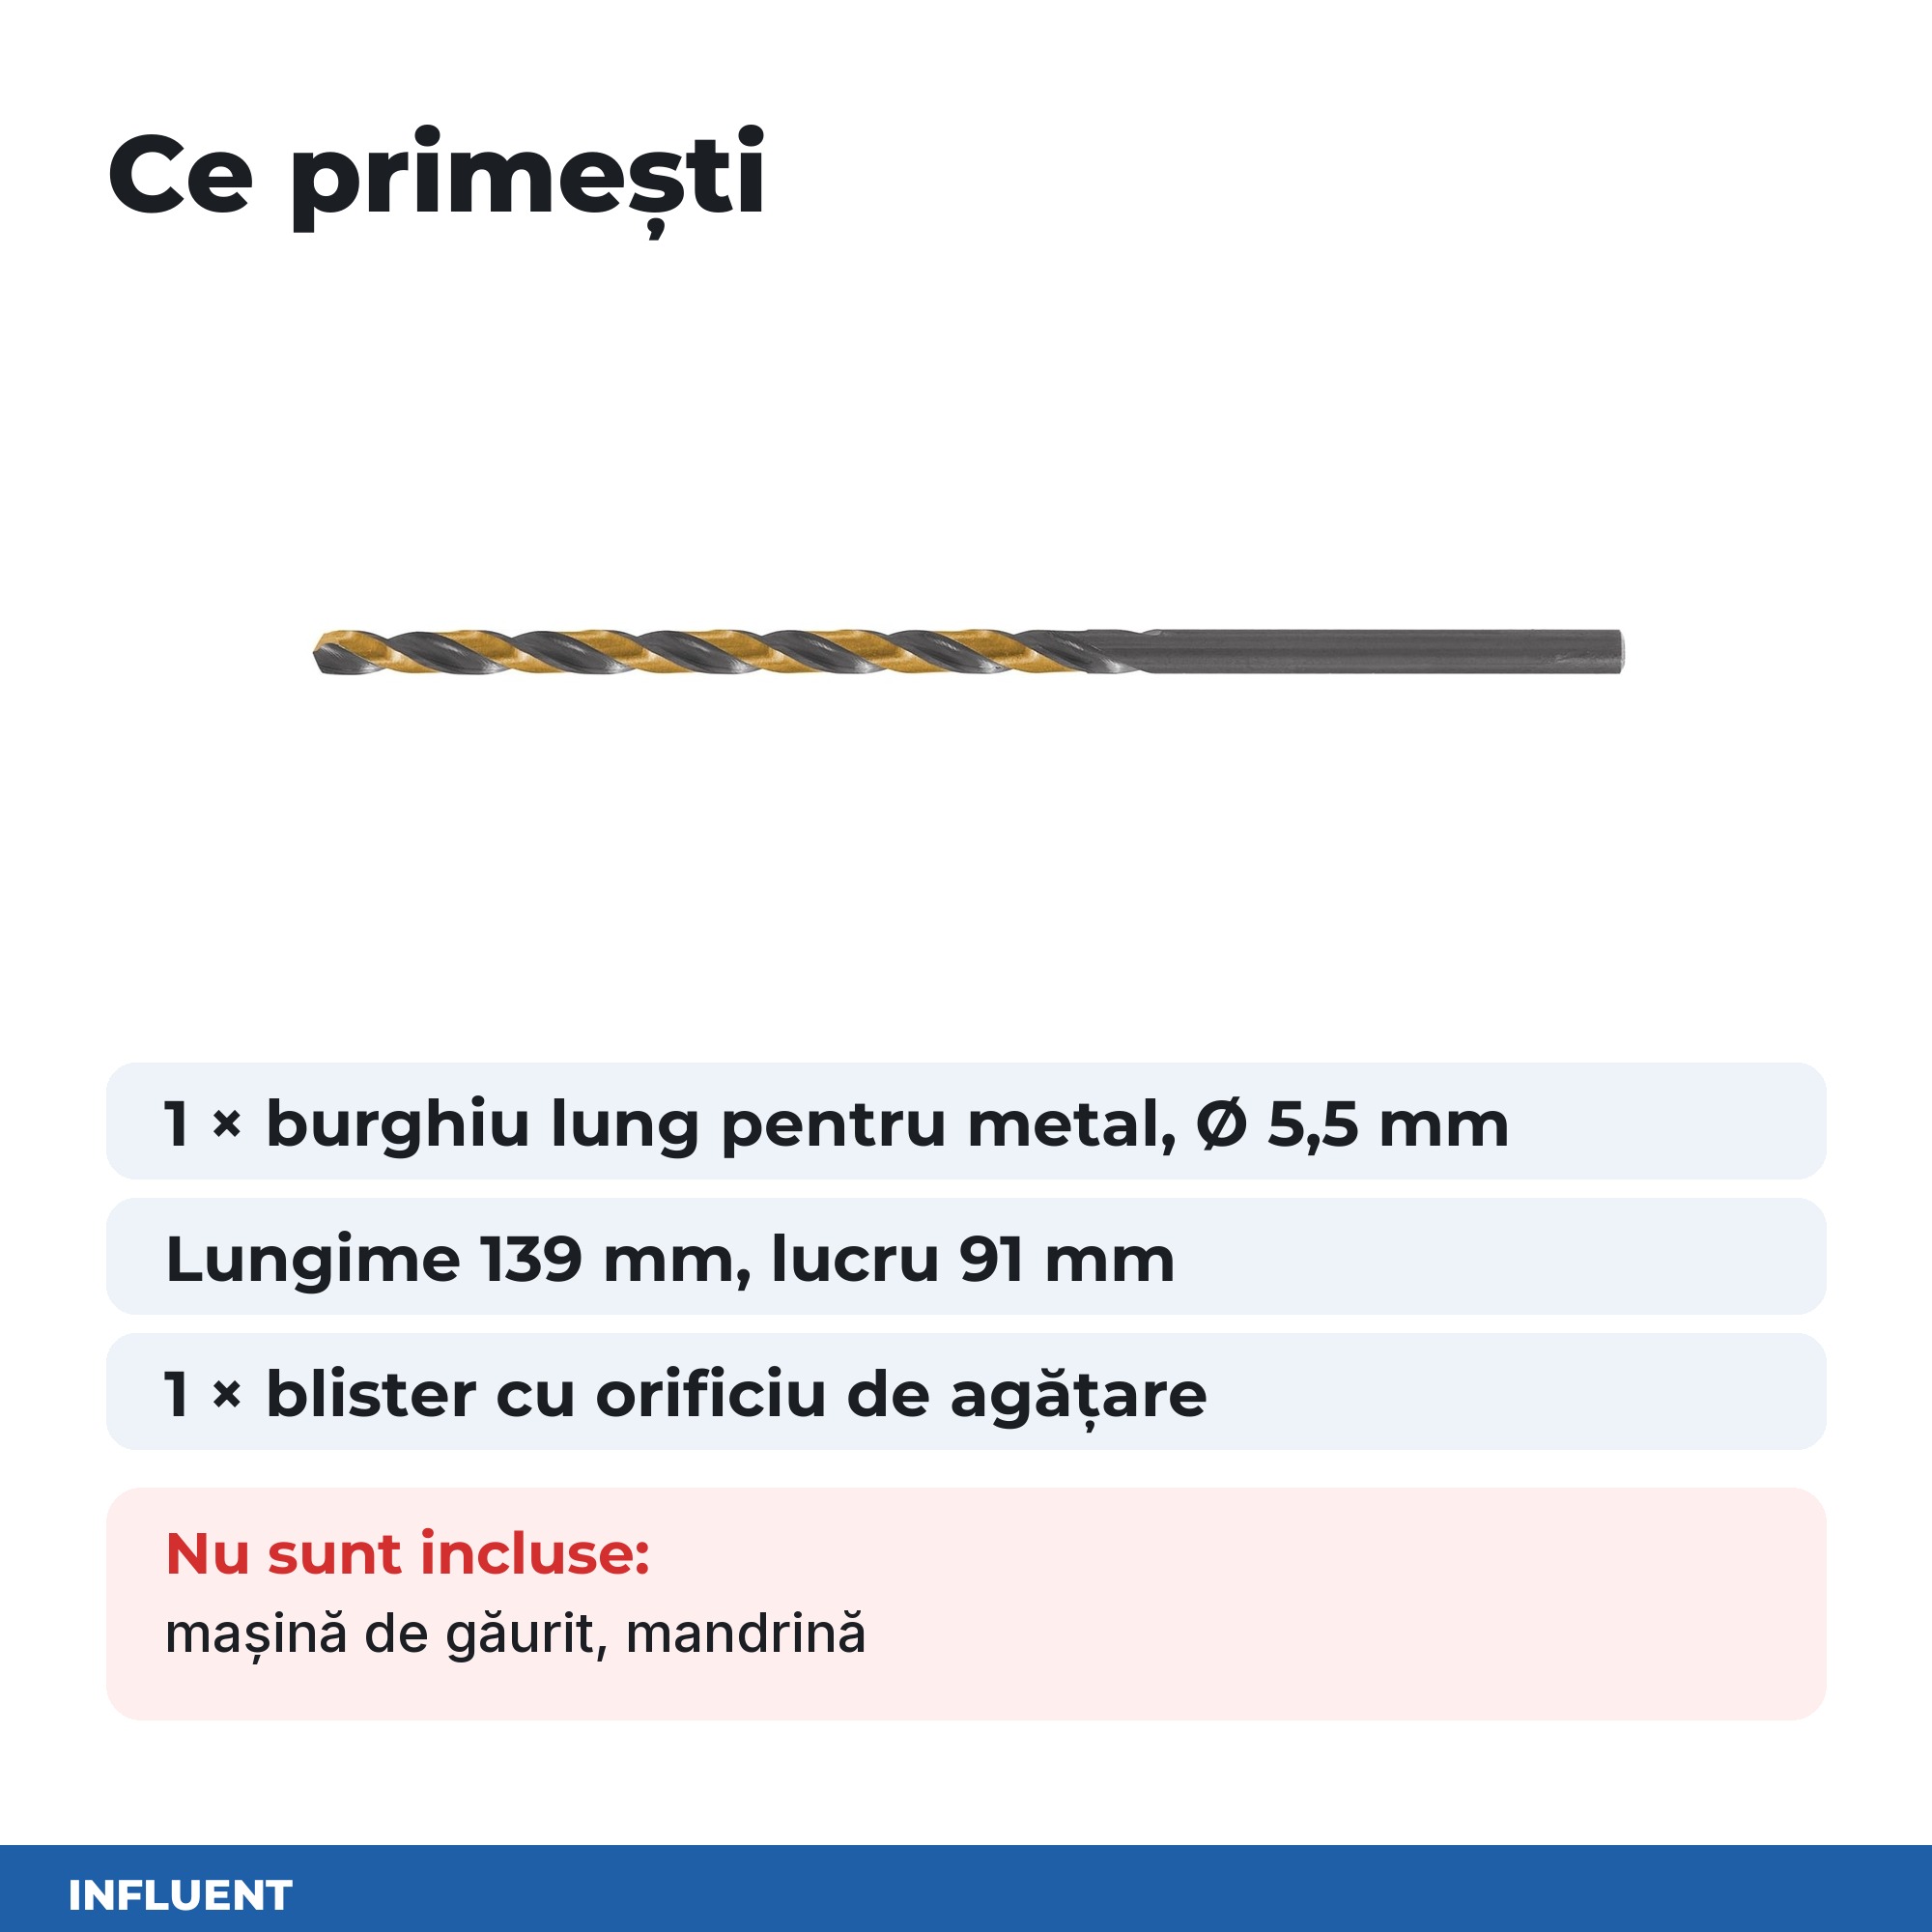 Ce primești
1 × burghiu lung pentru metal, Ø 5,5 mm
Lungime 139 mm, lucru 91 mm
1 × blister cu orificiu de agățare
Nu sunt incluse:
mașină de găurit, mandrină
INFLUENT